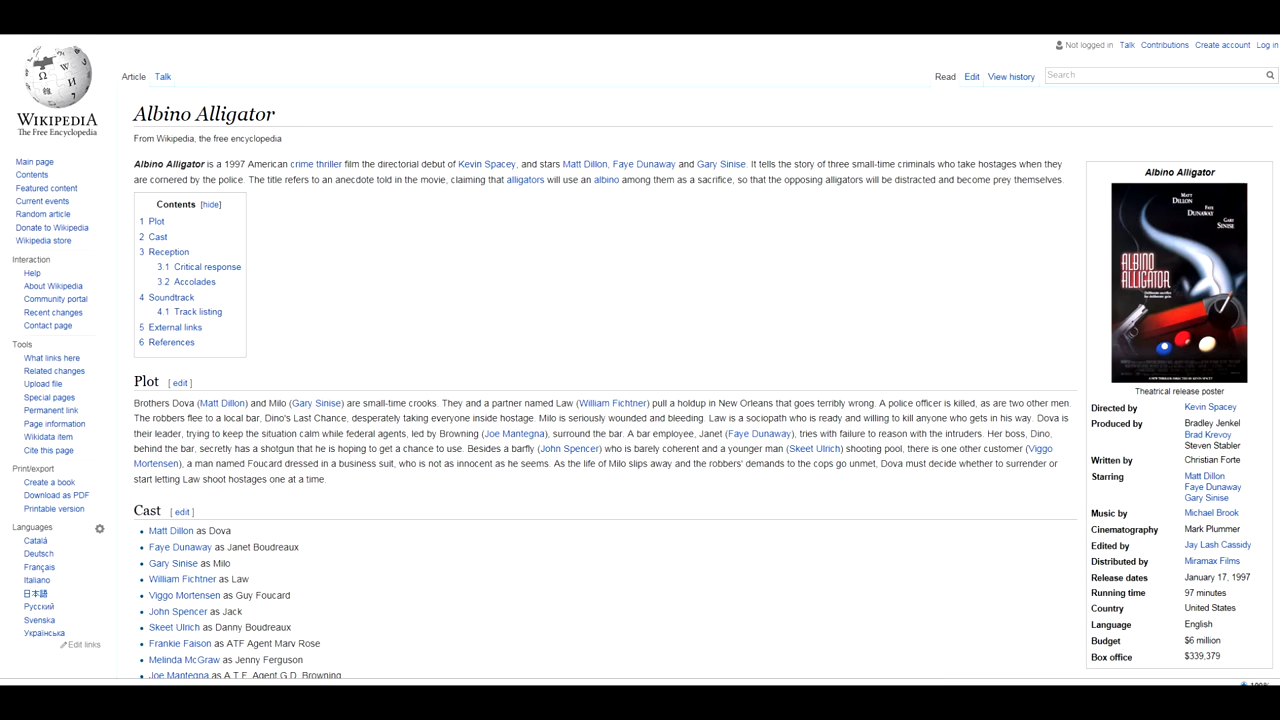 Not logged in Talk Contributions Create account Log in
Article Talk
Read Edit View history Search
WIKIPEDIA
The Free Encyclopedia
Main page
Contents
Featured content
Current events
Random article
Donate to Wikipedia
Wikipedia store
Interaction
Help
About Wikipedia
Community portal
Recent changes
Contact page
Tools
What links here
Related changes
Upload file
Special pages
Permanent link
Page information
Wikidata item
Cite this page
Print/export
Create a book
Download as PDF
Printable version
Languages
Català
Deutsch
Français
Italiano
日本語
Русский
Svenska
Українська
Edit links
Albino Alligator
From Wikipedia, the free encyclopedia
Albino Alligator is a 1997 American crime thriller film the directorial debut of Kevin Spacey, and stars Matt Dillon, Faye Dunaway and Gary Sinise. It tells the story of three small-time criminals who take hostages when they
are cornered by the police. The title refers to an anecdote told in the movie, claiming that alligators will use an albino among them as a sacrifice, so that the opposing alligators will be distracted and become prey themselves.
Contents [hide]
1 Plot
2 Cast
3 Reception
3.1 Critical response
3.2 Accolades
4 Soundtrack
4.1 Track listing
5 External links
6 References
Plot [ edit ]
Brothers Dova (Matt Dillon) and Milo (Gary Sinise) are small-time crooks. They and a partner named Law (William Fichtner) pull a holdup in New Orleans that goes terribly wrong. A police officer is killed, as are two other men.
The robbers flee to a local bar, Dino's Last Chance, desperately taking everyone inside hostage. Milo is seriously wounded and bleeding. Law is a sociopath who is ready and willing to kill anyone who gets in his way. Dova is
their leader, trying to keep the situation calm while federal agents, led by Browning (Joe Mantegna), surround the bar. A bar employee, Janet (Faye Dunaway), tries with failure to reason with the intruders. Her boss, Dino,
behind the bar, secretly has a shotgun that he is hoping to get a chance to use. Besides a barfly (John Spencer) who is barely coherent and a younger man (Skeet Ulrich) shooting pool, there is one other customer (Viggo
Mortensen), a man named Foucard dressed in a business suit, who is not as innocent as he seems. As the life of Milo slips away and the robbers' demands to the cops go unmet, Dova must decide whether to surrender or
start letting Law shoot hostages one at a time.
Cast [ edit ]
Matt Dillon as Dova
Faye Dunaway as Janet Boudreaux
Gary Sinise as Milo
William Fichtner as Law
Viggo Mortensen as Guy Foucard
John Spencer as Jack
Skeet Ulrich as Danny Boudreaux
Frankie Faison as ATF Agent Marv Rose
Melinda McGraw as Jenny Ferguson
Joe Mantegna as A.T.F. Agent G.D. Browning
Albino Alligator
MATT
DILLON
FAYE
DUNAWAY
GARY
SINISE
ALBINO
ALLIGATOR
Theatrical release poster
Directed by Kevin Spacey
Produced by Bradley Jenkel
Brad Krevoy
Steven Stabler
Written by Christian Forte
Starring Matt Dillon
Faye Dunaway
Gary Sinise
Music by Michael Brook
Cinematography Mark Plummer
Edited by Jay Lash Cassidy
Distributed by Miramax Films
Release dates January 17, 1997
Running time 97 minutes
Country United States
Language English
Budget $6 million
Box office $339,379